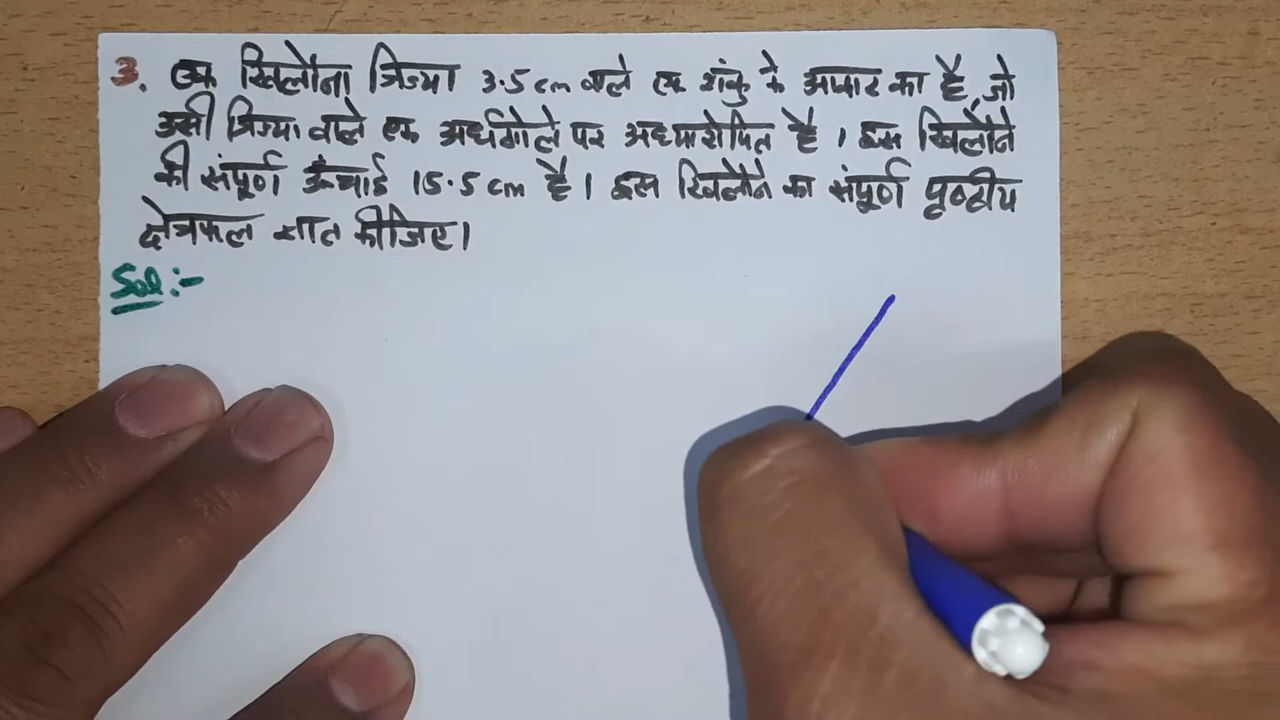 3. एक खिलौना त्रिज्या 3.5 cm वाले एक शंकु के आकार का है, जो
उसी त्रिज्या वाले एक अर्धगोले पर अध्यारोपित है। इस खिलौने
की संपूर्ण ऊँचाई 15.5 cm है। इस खिलौने का संपूर्ण पृष्ठीय
क्षेत्रफल ज्ञात कीजिए।
Sol:-